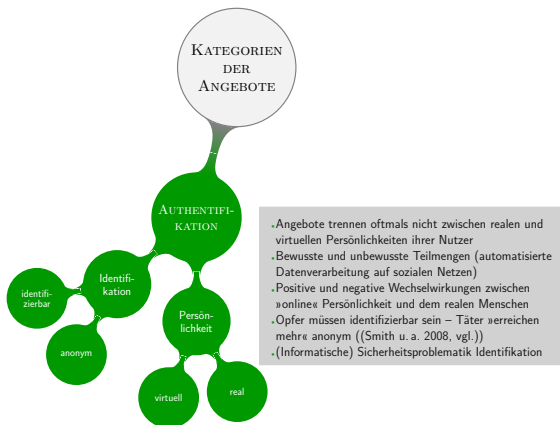 KATEGORIEN
DER
ANGEBOTE
AUTHENTIFI-
KATION
Identifi-
kation
identifi-
zierbar
anonym
Persön-
lichkeit
virtuell
real
•Angebote trennen oftmals nicht zwischen realen und
virtuellen Persönlichkeiten ihrer Nutzer
•Bewusste und unbewusste Teilmengen (automatisierte
Datenverarbeitung auf sozialen Netzen)
•Positive und negative Wechselwirkungen zwischen
»online« Persönlichkeit und dem realen Menschen
•Opfer müssen identifizierbar sein – Täter »erreichen
mehr« anonym ((Smith u. a. 2008, vgl.))
•(Informatische) Sicherheitsproblematik Identifikation